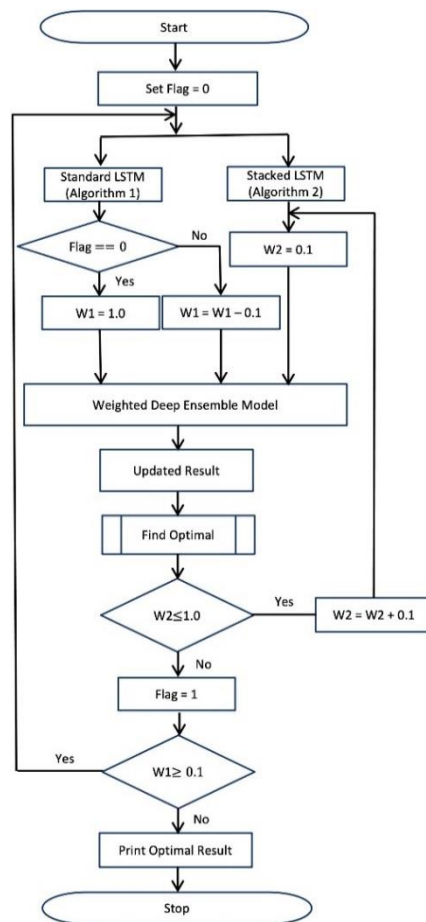 Start
Set Flag = 0
Standard LSTM
(Algorithm 1)
Stacked LSTM
(Algorithm 2)
Flag == 0
No
W2 = 0.1
Yes
W1 = 1.0
W1 = W1 – 0.1
Weighted Deep Ensemble Model
Updated Result
Find Optimal
W2≤1.0
Yes
W2 = W2 + 0.1
No
Flag = 1
Yes
W1≥ 0.1
No
Print Optimal Result
Stop